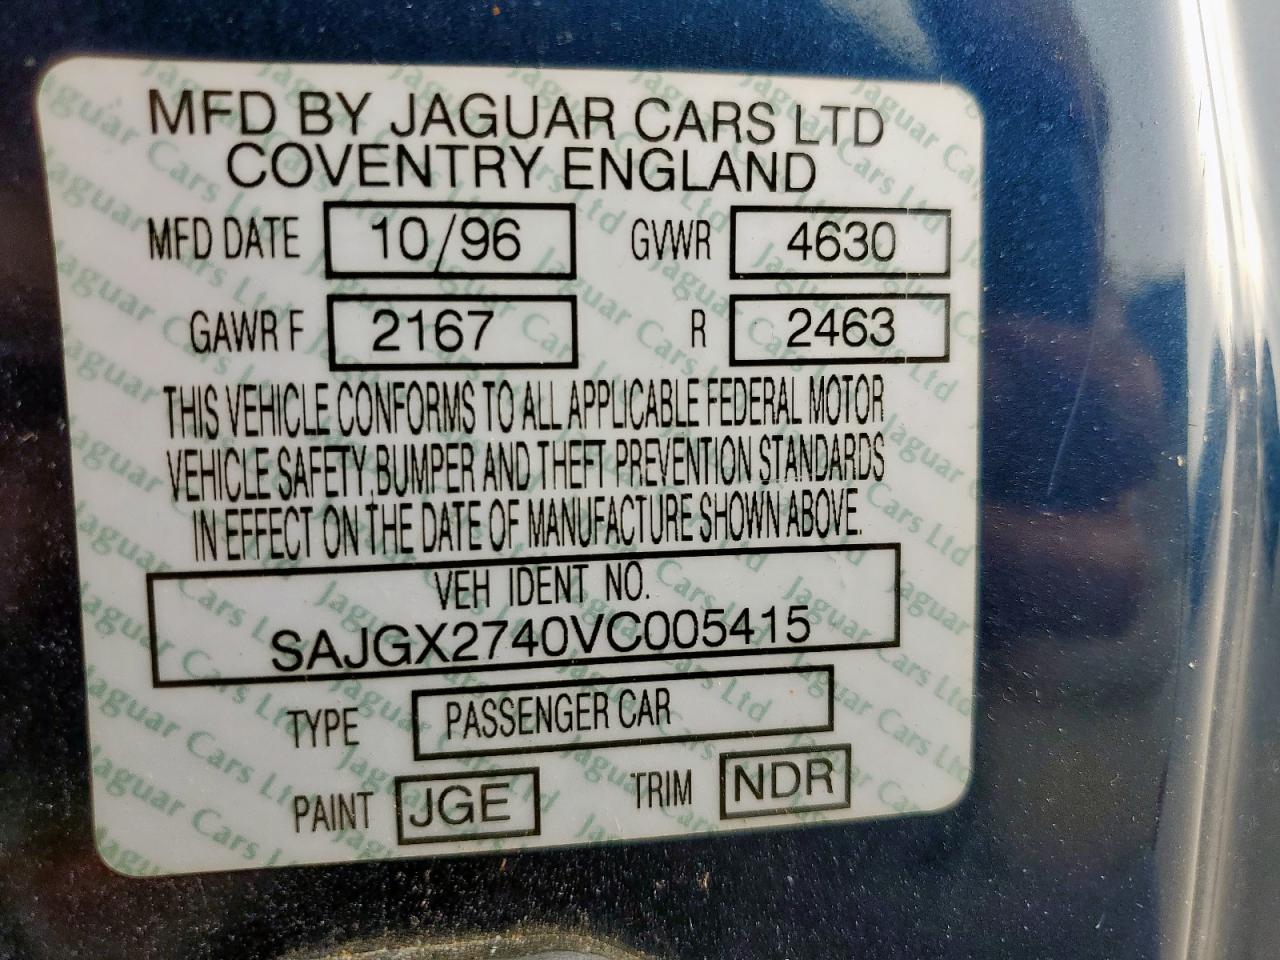 MFD BY JAGUAR CARS LTD
COVENTRY ENGLAND
MFD DATE 10/96 GVWR 4630
GAWR F 2167 R 2463
THIS VEHICLE CONFORMS TO ALL APPLICABLE FEDERAL MOTOR
VEHICLE SAFETY, BUMPER AND THEFT PREVENTION STANDARDS
IN EFFECT ON THE DATE OF MANUFACTURE SHOWN ABOVE.
VEH IDENT NO.
SAJGX2740VC005415
TYPE PASSENGER CAR
PAINT JGE TRIM NDR